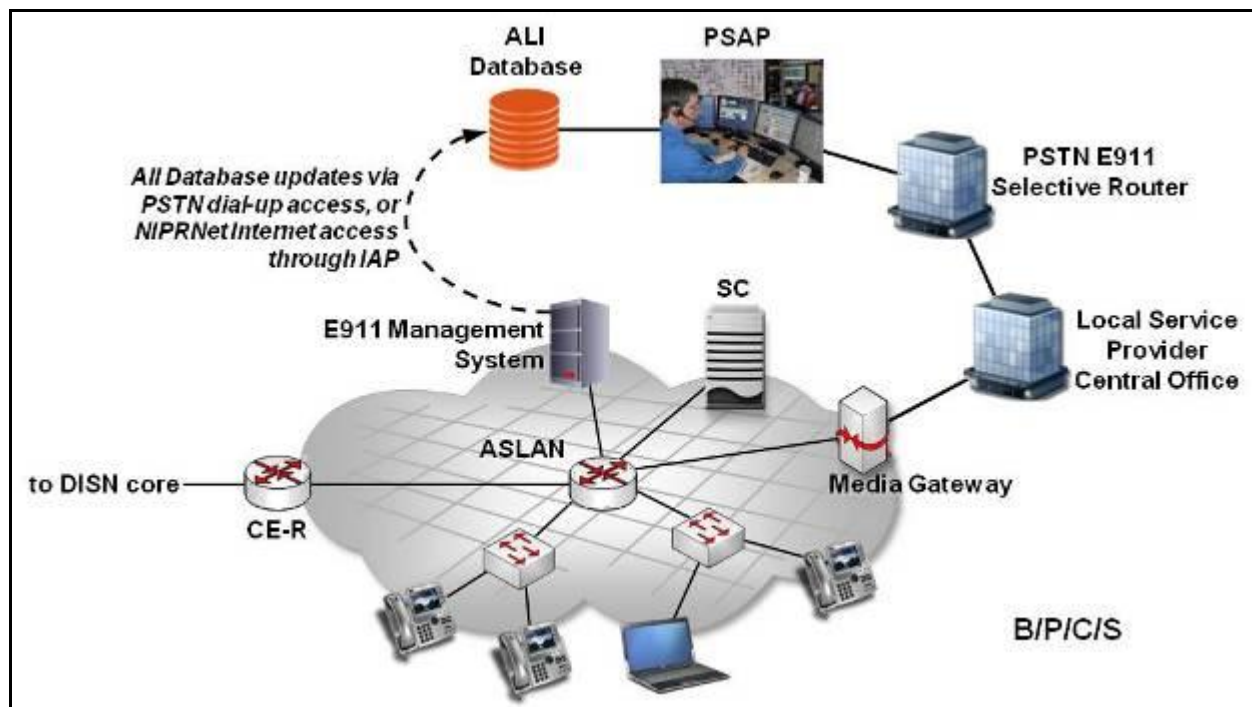 ALI
Database
PSAP
PSTN E911
Selective Router
All Database updates via
PSTN dial-up access, or
NIPRNet Internet access
through IAP
E911 Management
System
SC
Local Service
Provider
Central Office
ASLAN
to DISN core
CE-R
Media Gateway
B/P/C/S